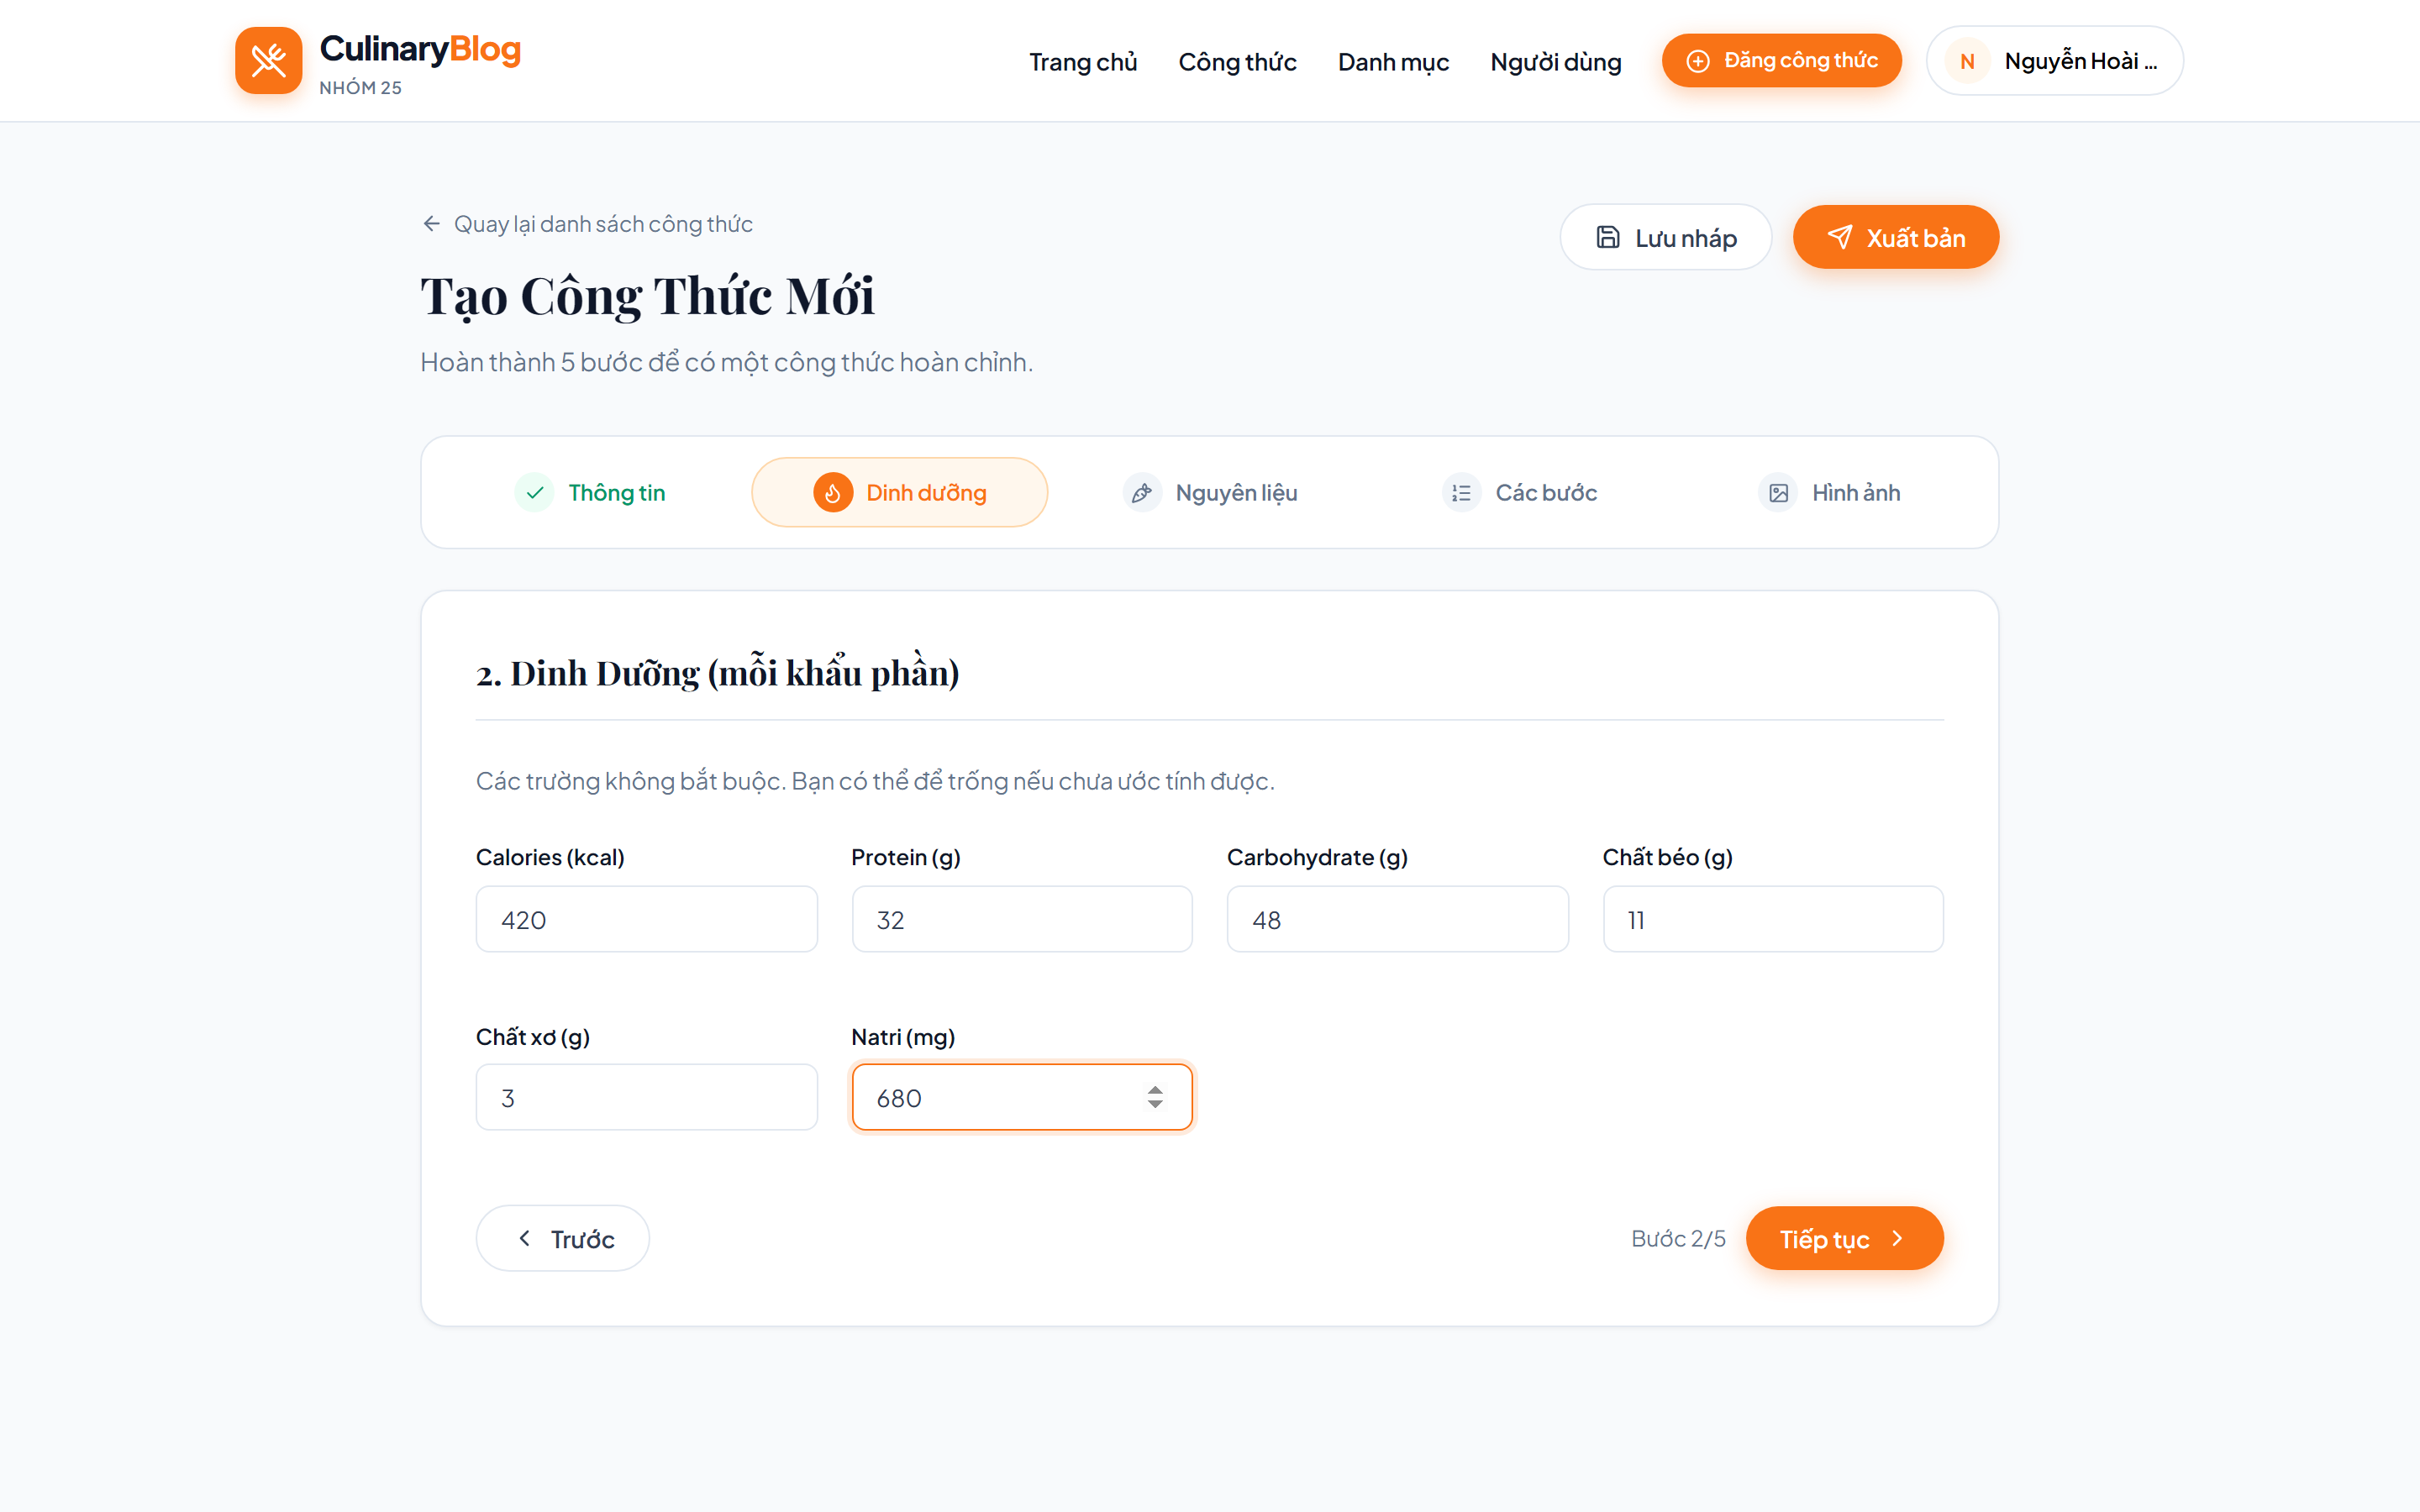 CulinaryBlog
NHÓM 25
Trang chủ
Công thức
Danh mục
Người dùng
Đăng công thức
N
Nguyễn Hoài ...
Quay lại danh sách công thức
Lưu nháp
Xuất bản
Tạo Công Thức Mới
Hoàn thành 5 bước để có một công thức hoàn chỉnh.
Thông tin
Dinh dưỡng
Nguyên liệu
Các bước
Hình ảnh
2. Dinh Dưỡng (mỗi khẩu phần)
Các trường không bắt buộc. Bạn có thể để trống nếu chưa ước tính được.
Calories (kcal)
Protein (g)
Carbohydrate (g)
Chất béo (g)
420
32
48
11
Chất xơ (g)
Natri (mg)
3
680
Trước
Bước 2/5
Tiếp tục